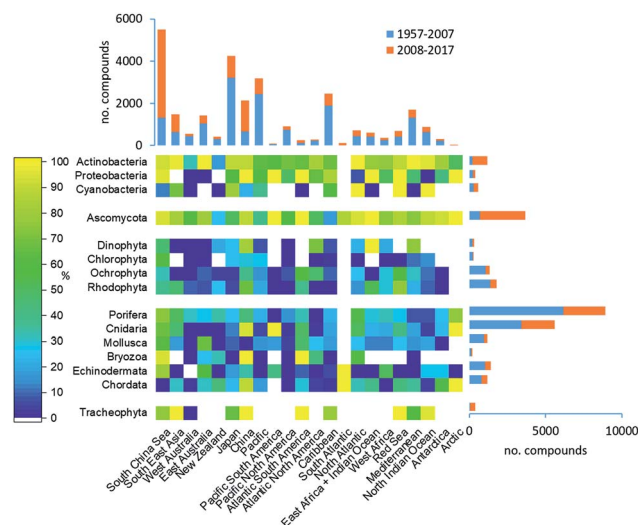 6000
4000
2000
0
no. compounds
1957-2007
2008-2017
100
90
80
70
60
50
40
30
20
10
0
%
Actinobacteria
Proteobacteria
Cyanobacteria
Ascomycota
Dinophyta
Chlorophyta
Ochrophyta
Rhodophyta
Porifera
Cnidaria
Mollusca
Bryozoa
Echinodermata
Chordata
Tracheophyta
South China Sea
South East Asia
West Australia
East Australia
New Zealand
Japan
China
Pacific
Pacific South America
Pacific North America
Atlantic South America
Atlantic North America
Caribbean
South Atlantic
North Atlantic
East Africa + Indian Ocean
West Africa
Red Sea
Mediterranean
North Indian Ocean
Antardica
Arctic
0 5000 10000
no. compounds